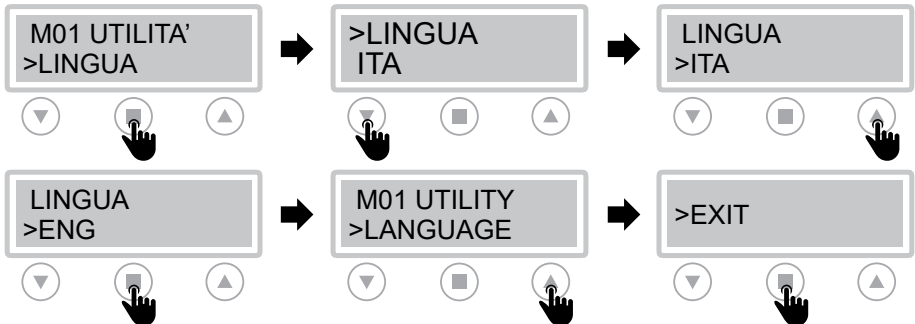 M01 UTILITA’
>LINGUA
>LINGUA
ITA
LINGUA
>ITA
LINGUA
>ENG
M01 UTILITY
>LANGUAGE
>EXIT